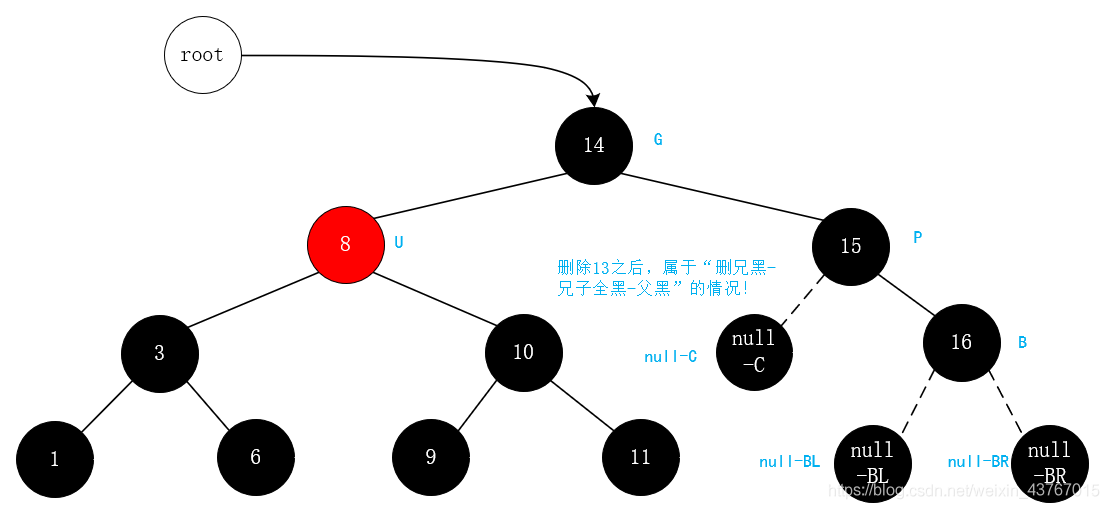 root
14
G
8
U
15
P
删除13之后，属于“删兄黑-
兄子全黑-父黑”的情况！
3
10
null
-C
null-C
16
B
1
6
9
11
null-BL
null
-BL
null-BR
null
-BR
https://blog.csdn.net/weixin_43767015